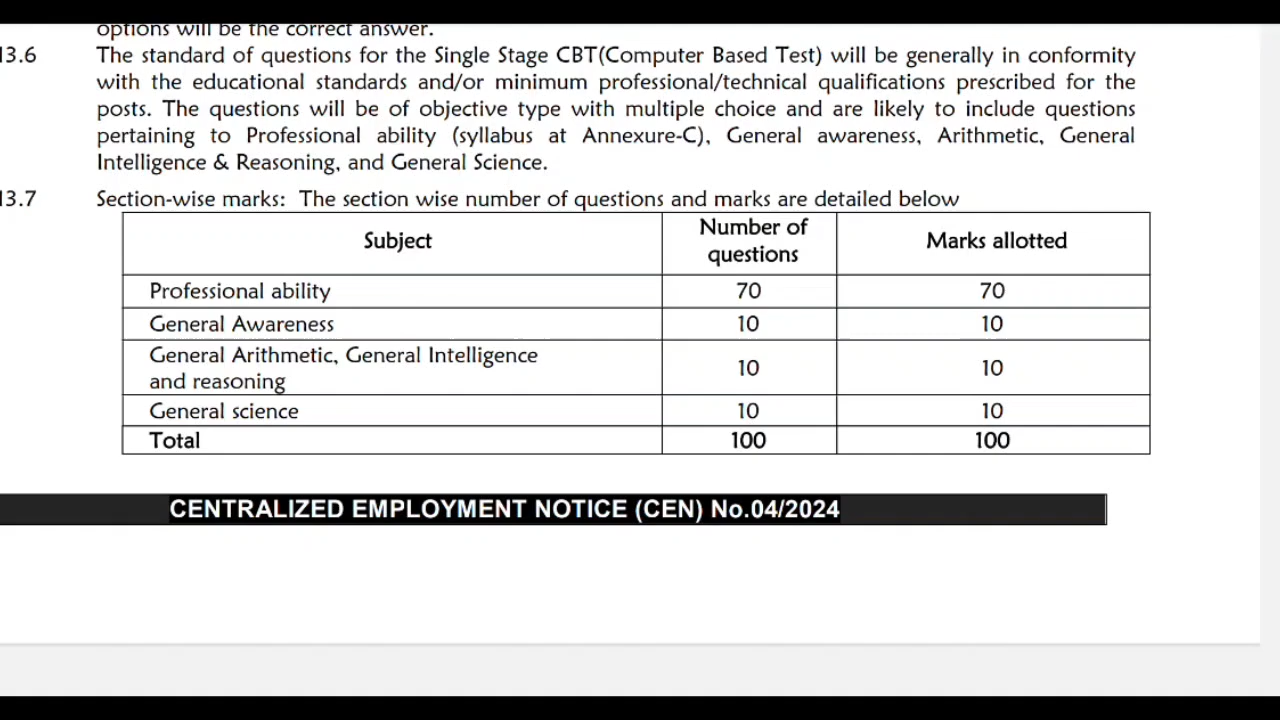 options will be the correct answer.
13.6 The standard of questions for the Single Stage CBT(Computer Based Test) will be generally in conformity
with the educational standards and/or minimum professional/technical qualifications prescribed for the
posts. The questions will be of objective type with multiple choice and are likely to include questions
pertaining to Professional ability (syllabus at Annexure-C), General awareness, Arithmetic, General
Intelligence & Reasoning, and General Science.
13.7 Section-wise marks: The section wise number of questions and marks are detailed below
Subject Number of questions Marks allotted
Professional ability 70 70
General Awareness 10 10
General Arithmetic, General Intelligence
and reasoning 10 10
General science 10 10
Total 100 100
CENTRALIZED EMPLOYMENT NOTICE (CEN) No.04/2024